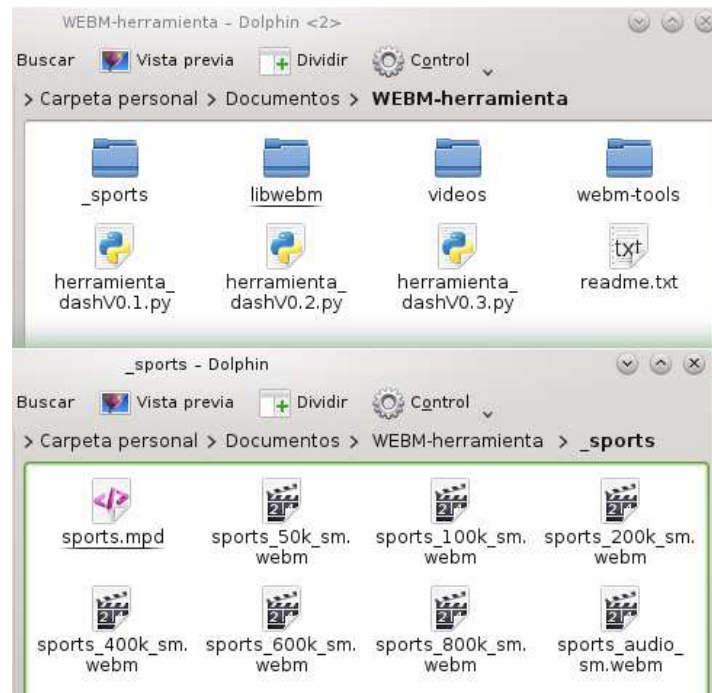 WEBM-herramienta - Dolphin <2>
Buscar Vista previa Dividir Control
> Carpeta personal > Documentos > WEBM-herramienta
_sports libwebm videos webm-tools
txt
herramienta_ herramienta_ herramienta_ readme.txt
dashV0.1.py dashV0.2.py dashV0.3.py
_sports - Dolphin
Buscar Vista previa Dividir Control
> Carpeta personal > Documentos > WEBM-herramienta > _sports
sports.mpd sports_50k_sm. sports_100k_sm. sports_200k_sm.
webm webm webm
sports_400k_sm. sports_600k_sm. sports_800k_sm. sports_audio_
webm webm webm sm.webm